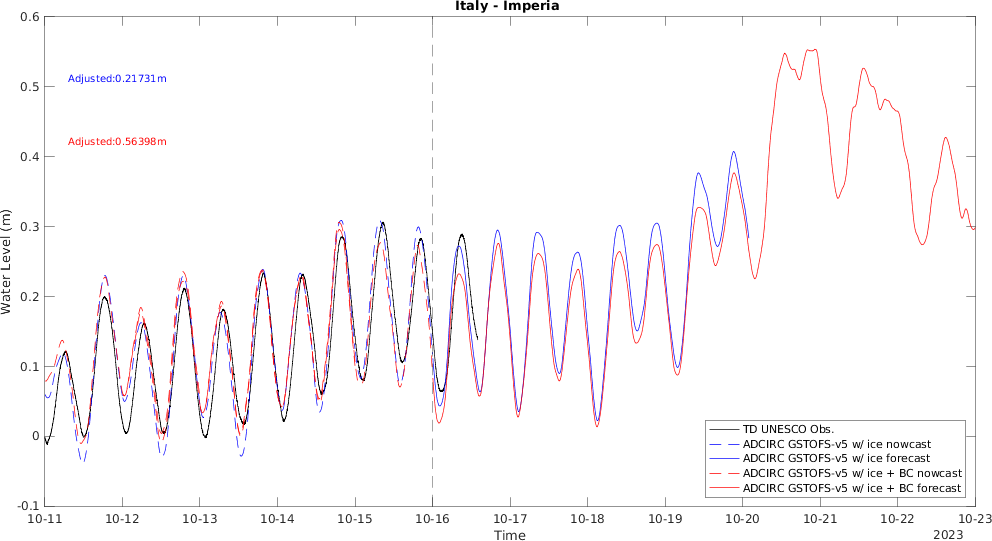 Italy - Imperia
0.6
0.5
0.4
0.3
0.2
0.1
0
-0.1
Water Level (m)
Adjusted:0.21731m
Adjusted:0.56398m
TD UNESCO Obs.
ADCIRC GSTOFS-v5 w/ ice nowcast
ADCIRC GSTOFS-v5 w/ ice forecast
ADCIRC GSTOFS-v5 w/ ice + BC nowcast
ADCIRC GSTOFS-v5 w/ ice + BC forecast
10-11 10-12 10-13 10-14 10-15 10-16 10-17 10-18 10-19 10-20 10-21 10-22 10-23
Time
2023